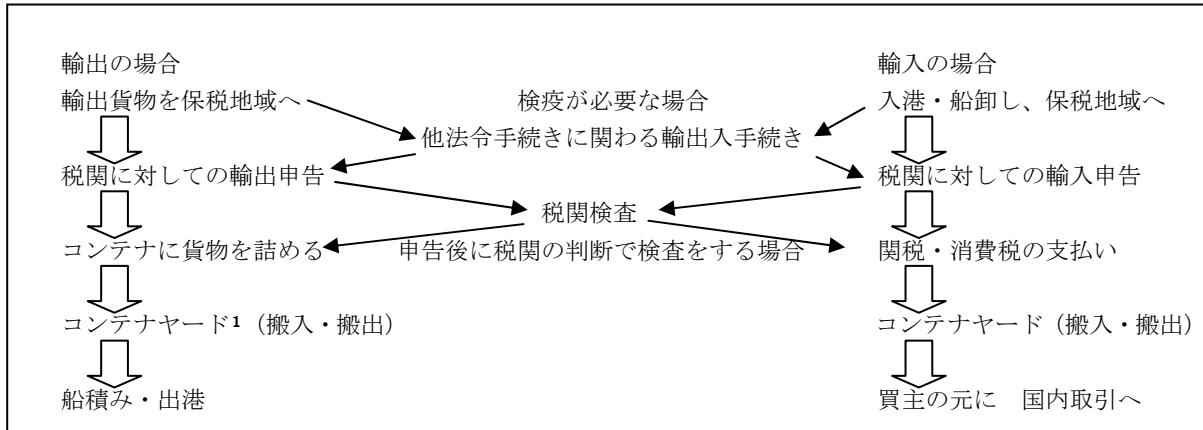 輸出の場合
輸出貨物を保税地域へ
税関に対しての輸出申告
コンテナに貨物を詰める
コンテナヤード1（搬入・搬出）
船積み・出港
検疫が必要な場合
他法令手続きに関わる輸出入手続き
税関検査
申告後に税関の判断で検査をする場合
輸入の場合
入港・船卸し、保税地域へ
税関に対しての輸入申告
関税・消費税の支払い
コンテナヤード（搬入・搬出）
買主の元に　国内取引へ